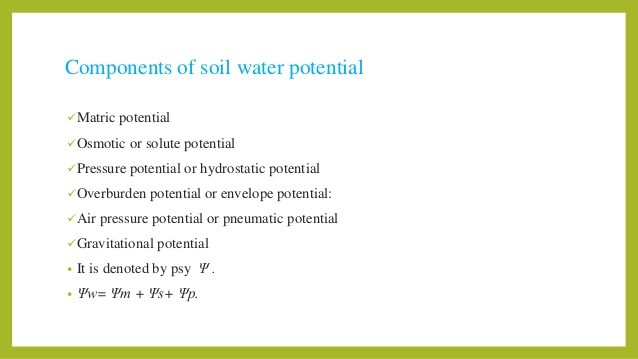 Components of soil water potential
✓Matric potential
✓Osmotic or solute potential
✓Pressure potential or hydrostatic potential
✓Overburden potential or envelope potential:
✓Air pressure potential or pneumatic potential
✓Gravitational potential
• It is denoted by psy Ψ.
• Ψw= Ψm + Ψs+ Ψp.